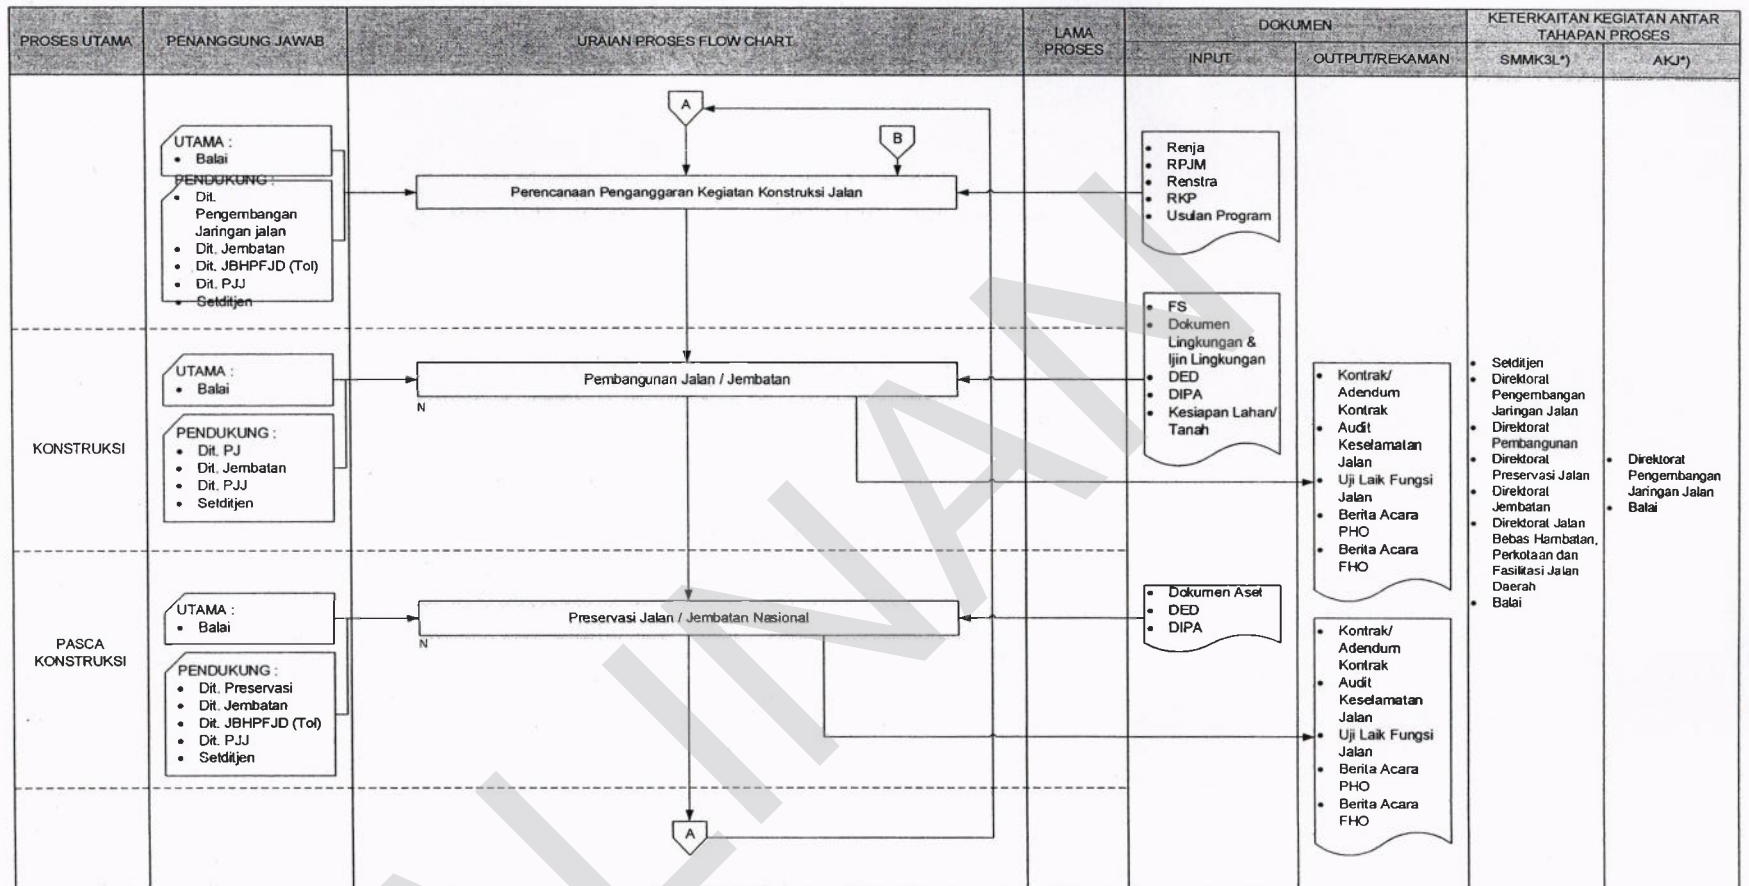 PROSES UTAMA
PENANGGUNG JAWAB
URAIAN PROSES FLOW CHART
LAMA
PROSES
DOKUMEN
INPUT
OUTPUT/REKAMAN
KETERKAITAN KEGIATAN ANTAR
TAHAPAN PROSES
SMMK3L*)
AKJ*)
A
B
UTAMA :
• Balai
PENDUKUNG :
• Dit.
Pengembangan
Jaringan jalan
• Dit. Jembatan
• Dit. JBHPFJD (Tol)
• Dit. PJJ
• Setditjen
Perencanaan Penganggaran Kegiatan Konstruksi Jalan
• Renja
• RPJM
• Renstra
• RKP
• Usulan Program
KONSTRUKSI
UTAMA :
• Balai
PENDUKUNG :
• Dit. PJ
• Dit. Jembatan
• Dit. PJJ
• Setditjen
Pembangunan Jalan / Jembatan
N
• FS
• Dokumen
Lingkungan &
Ijin Lingkungan
• DED
• DIPA
• Kesiapan Lahan/
Tanah
• Kontrak/
Adendum
Kontrak
• Audit
Keselamatan
Jalan
• Uji Laik Fungsi
Jalan
• Berita Acara
PHO
• Berita Acara
FHO
• Setditjen
• Direktorat
Pengembangan
Jaringan Jalan
• Direktorat
Pembangunan
• Direktorat
Preservasi Jalan
• Direktorat
Jembatan
• Direktorat Jalan
Bebas Hambatan,
Perkotaan dan
Fasilitasi Jalan
Daerah
• Balai
• Direktorat
Pengembangan
Jaringan Jalan
• Balai
PASCA
KONSTRUKSI
UTAMA :
• Balai
PENDUKUNG :
• Dit. Preservasi
• Dit. Jembatan
• Dit. JBHPFJD (Tol)
• Dit. PJJ
• Setditjen
Preservasi Jalan / Jembatan Nasional
N
• Dokumen Aset
• DED
• DIPA
• Kontrak/
Adendum
Kontrak
• Audit
Keselamatan
Jalan
• Uji Laik Fungsi
Jalan
• Berita Acara
PHO
• Berita Acara
FHO
A
LINAN